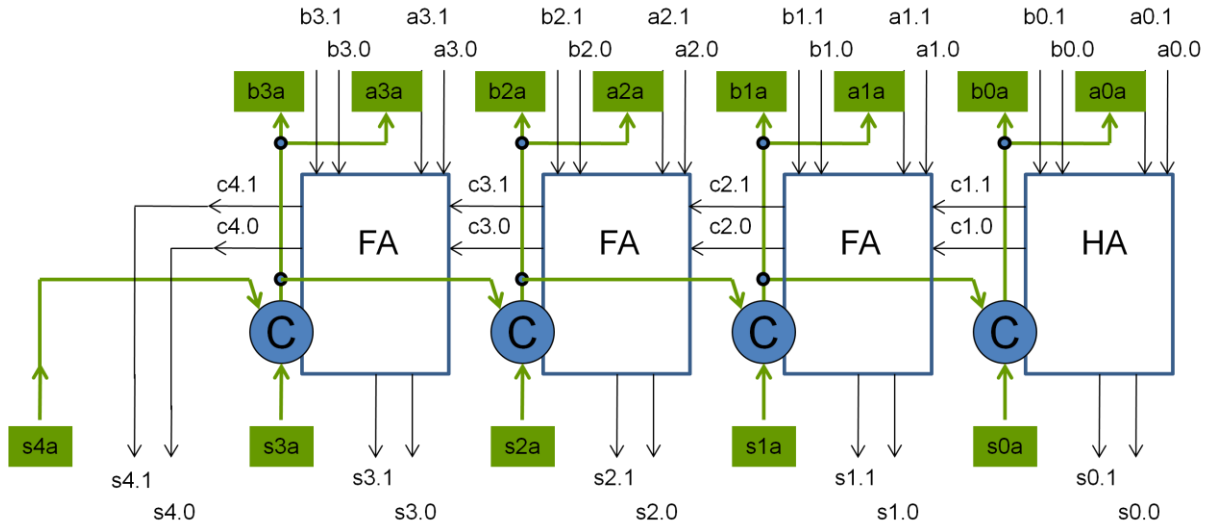 b3.1 a3.1 b2.1 a2.1 b1.1 a1.1 b0.1 a0.1
b3.0 a3.0 b2.0 a2.0 b1.0 a1.0 b0.0 a0.0
b3a a3a b2a a2a b1a a1a b0a a0a
c4.1 c3.1 c2.1 c1.1
c4.0 FA c3.0 FA c2.0 FA c1.0 HA
C C C C
s4a s3a s2a s1a s0a
s4.1 s3.1 s2.1 s1.1 s0.1
s4.0 s3.0 s2.0 s1.0 s0.0